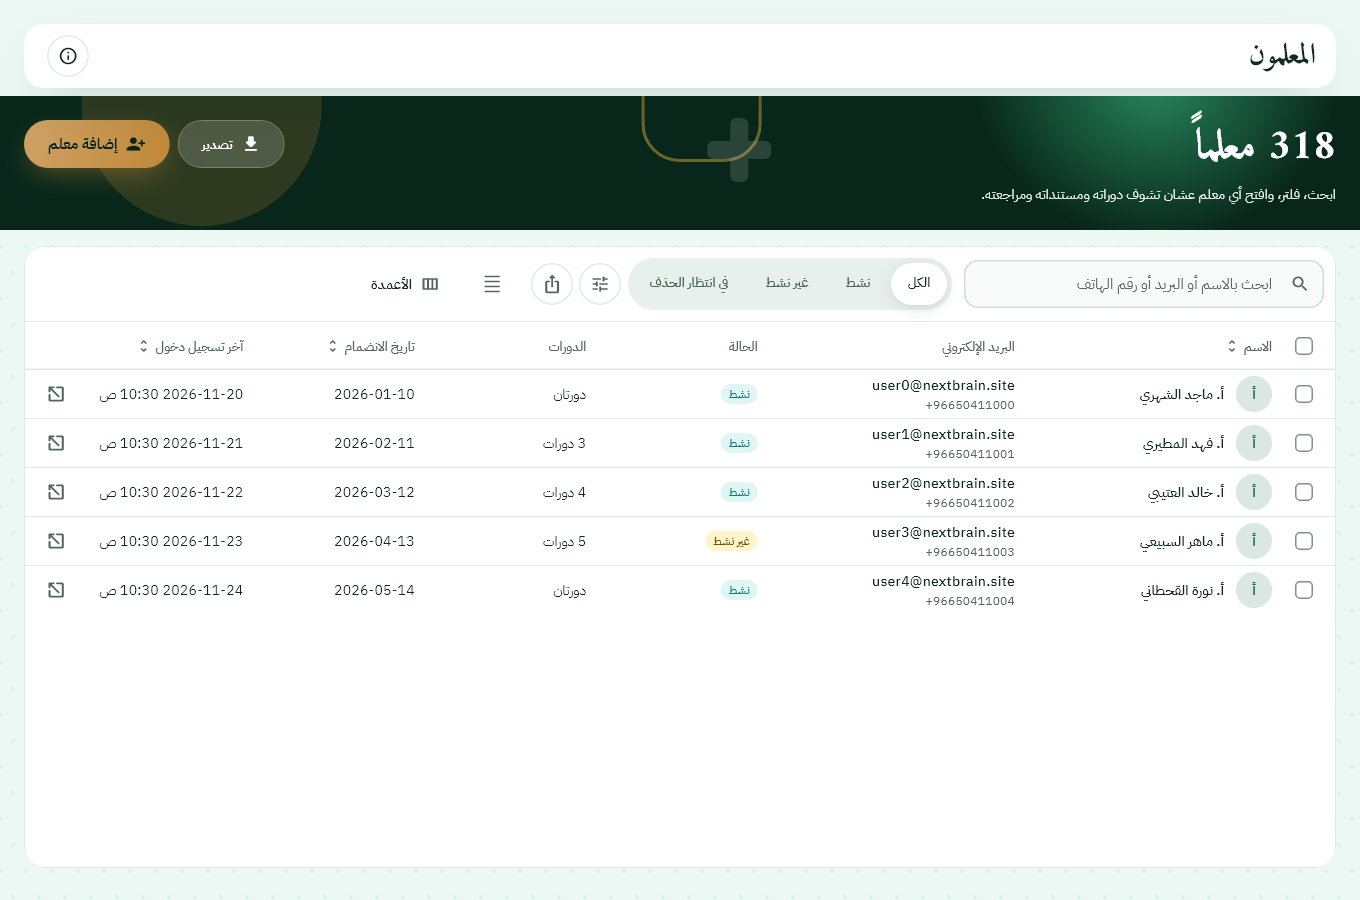 المعلمون
318 معلماً
ابحث، فلتر، وافتح أي معلم عشان تشوف دوراته ومستنداته ومراجعته.
تصدير
إضافة معلم
ابحث بالاسم أو البريد أو رقم الهاتف
الكل
نشط
غير نشط
في انتظار الحذف
الأعمدة
الاسم
البريد الإلكتروني
الحالة
الدورات
تاريخ الانضمام
آخر تسجيل دخول
أ
أ. ماجد الشهري
user0@nextbrain.site
+96650411000
نشط
دورتان
2026-01-10
2026-11-20 10:30 ص
أ
أ. فهد المطيري
user1@nextbrain.site
+96650411001
نشط
3 دورات
2026-02-11
2026-11-21 10:30 ص
أ
أ. خالد العتيبي
user2@nextbrain.site
+96650411002
نشط
4 دورات
2026-03-12
2026-11-22 10:30 ص
أ
أ. ماهر السبيعي
user3@nextbrain.site
+96650411003
غير نشط
5 دورات
2026-04-13
2026-11-23 10:30 ص
أ
أ. نورة القحطاني
user4@nextbrain.site
+96650411004
نشط
دورتان
2026-05-14
2026-11-24 10:30 ص